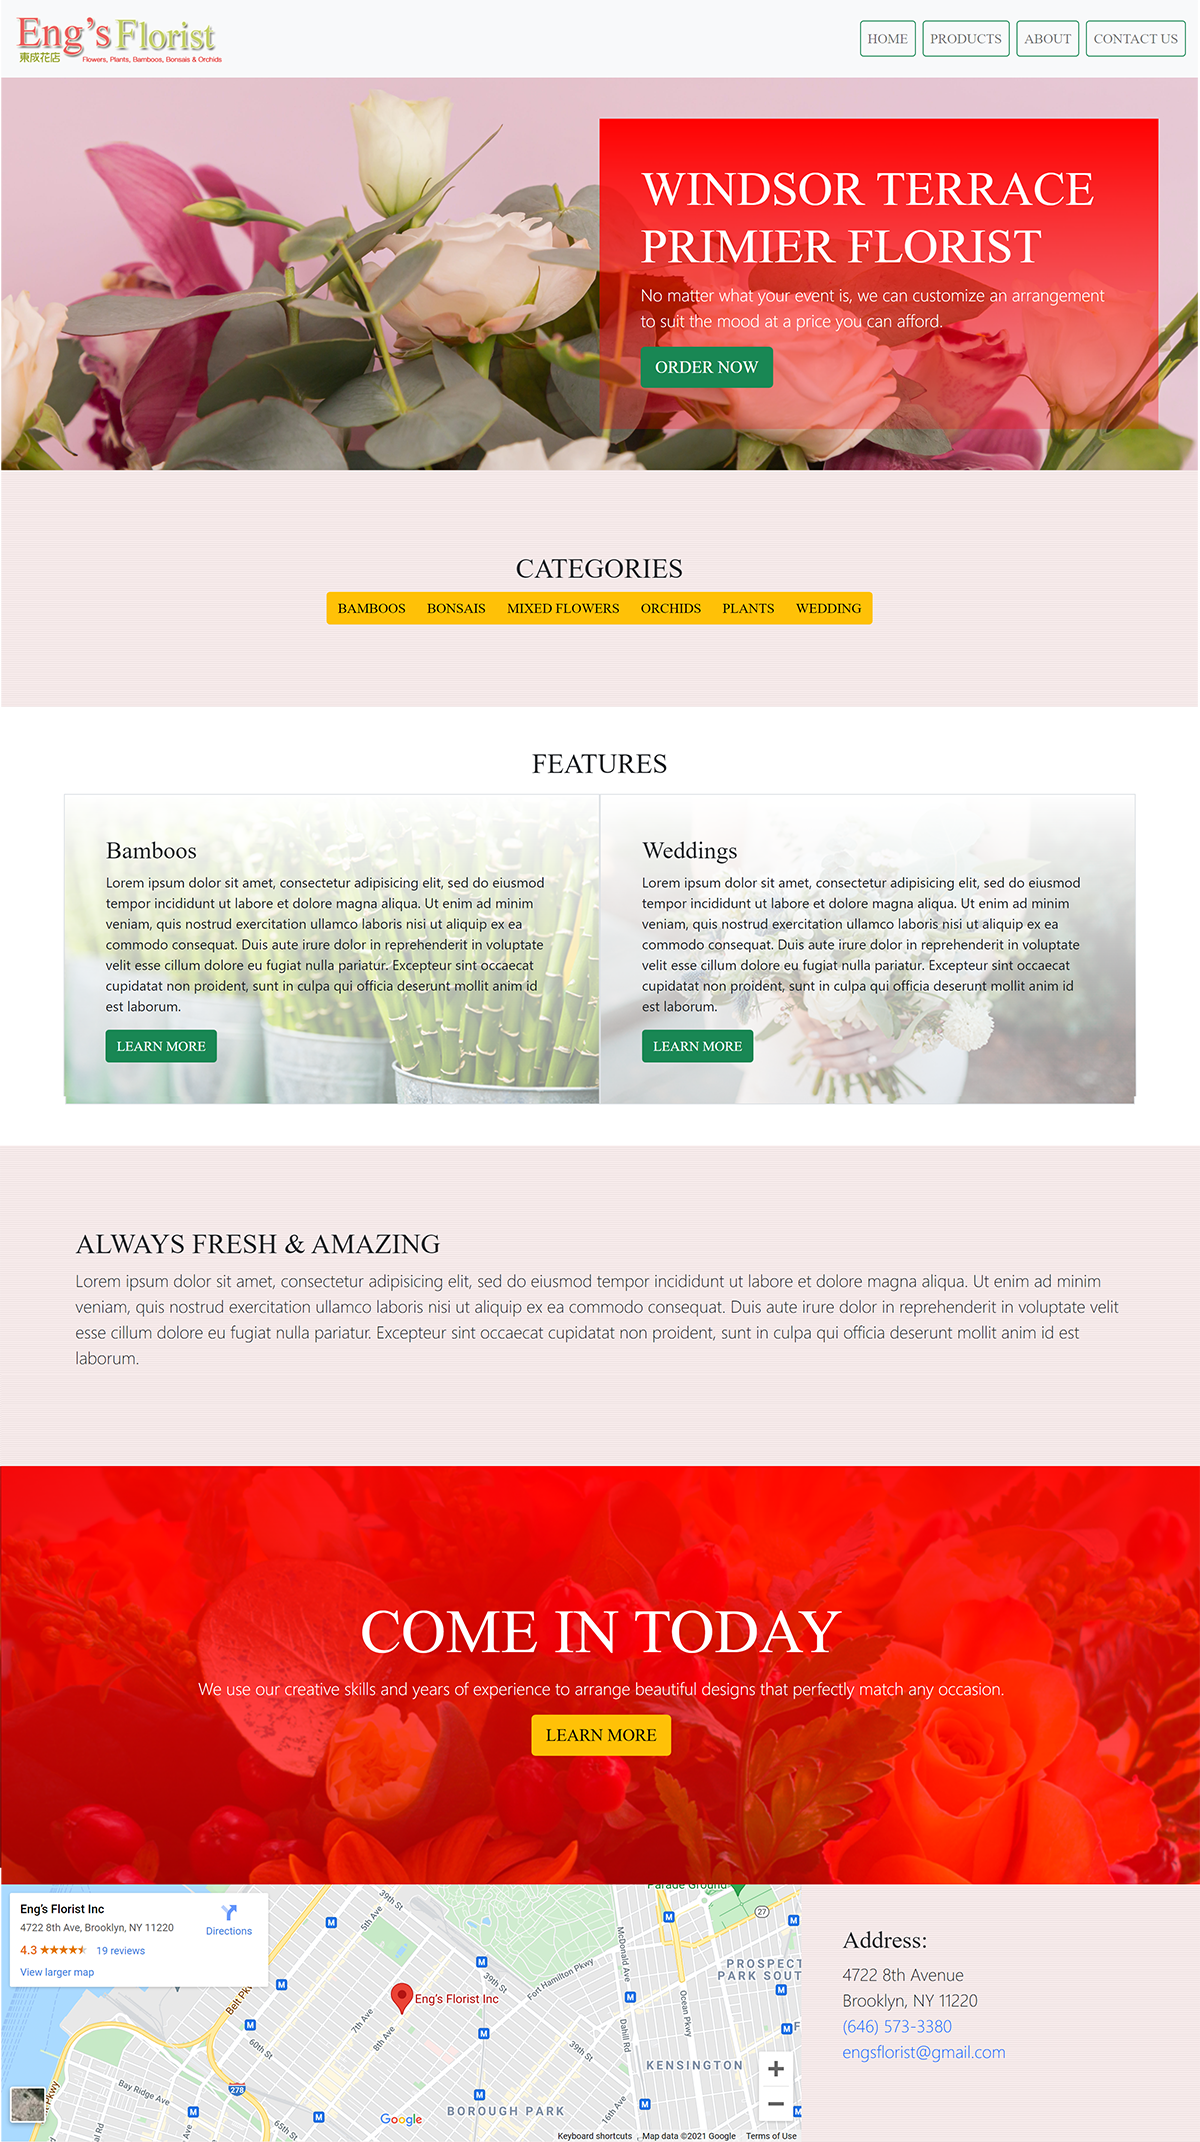 Eng's Florist
東成花店 Flowers, Plants, Bamboos, Bonsais & Orchids
HOME PRODUCTS ABOUT CONTACT US
WINDSOR TERRACE
PRIMIER FLORIST
No matter what your event is, we can customize an arrangement
to suit the mood at a price you can afford.
ORDER NOW
CATEGORIES
BAMBOOS BONSAIS MIXED FLOWERS ORCHIDS PLANTS WEDDING
FEATURES
Bamboos
Lorem ipsum dolor sit amet, consectetur adipisicing elit, sed do eiusmod
tempor incididunt ut labore et dolore magna aliqua. Ut enim ad minim
veniam, quis nostrud exercitation ullamco laboris nisi ut aliquip ex ea
commodo consequat. Duis aute irure dolor in reprehenderit in voluptate
velit esse cillum dolore eu fugiat nulla pariatur. Excepteur sint occaecat
cupidatat non proident, sunt in culpa qui officia deserunt mollit anim id
est laborum.
LEARN MORE
Weddings
Lorem ipsum dolor sit amet, consectetur adipisicing elit, sed do eiusmod
tempor incididunt ut labore et dolore magna aliqua. Ut enim ad minim
veniam, quis nostrud exercitation ullamco laboris nisi ut aliquip ex ea
commodo consequat. Duis aute irure dolor in reprehenderit in voluptate
velit esse cillum dolore eu fugiat nulla pariatur. Excepteur sint occaecat
cupidatat non proident, sunt in culpa qui officia deserunt mollit anim id
est laborum.
LEARN MORE
ALWAYS FRESH & AMAZING
Lorem ipsum dolor sit amet, consectetur adipisicing elit, sed do eiusmod tempor incididunt ut labore et dolore magna aliqua. Ut enim ad minim
veniam, quis nostrud exercitation ullamco laboris nisi ut aliquip ex ea commodo consequat. Duis aute irure dolor in reprehenderit in voluptate velit
esse cillum dolore eu fugiat nulla pariatur. Excepteur sint occaecat cupidatat non proident, sunt in culpa qui officia deserunt mollit anim id est
laborum.
COME IN TODAY
We use our creative skills and years of experience to arrange beautiful designs that perfectly match any occasion.
LEARN MORE
Eng's Florist Inc
4722 8th Ave, Brooklyn, NY 11220
4.3 ★★★★★ 19 reviews
View larger map
Directions
Parade Ground
39th St
5th Ave
7th Ave
27
McDonald Ave
PROSPECT
PARK SOUT
39th St
Fort Hamilton Pkwy
Belt Pk
Eng's Florist Inc
Ocean Pkwy
7th Ave
8th Ave
60th St
39th St
Dahill Rd
KENSINGTON
278
Bay Ridge Ave
Pkwy
65th St
BOROUGH PARK
16th Ave
Google
Keyboard shortcuts Map data ©2021 Google Terms of Use
Address:
4722 8th Avenue
Brooklyn, NY 11220
(646) 573-3380
engsflorist@gmail.com